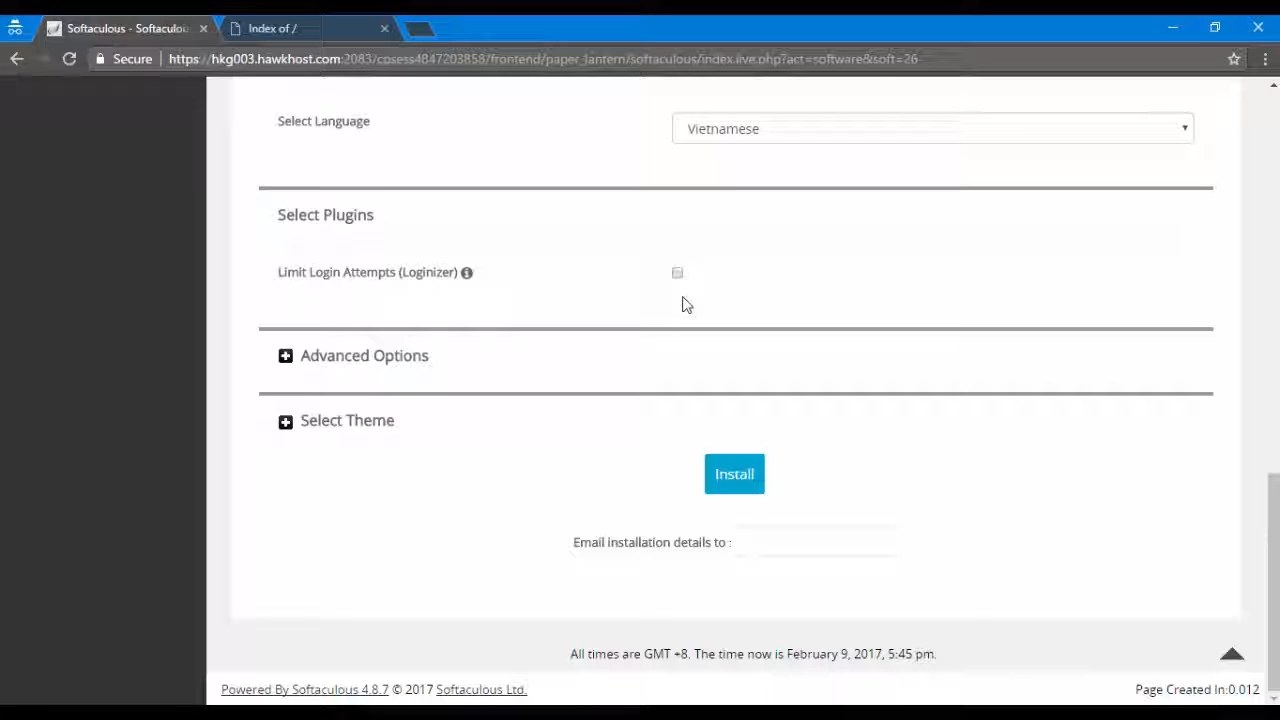 Softaculous - Softaculou
Index of /
Secure
https://hkg003.hawkhost.com:2083/cpsess4847203858/frontend/paper_lantern/softaculous/index.live.php?act=software&soft=26
Select Language
Vietnamese
Select Plugins
Limit Login Attempts (Loginizer)
Advanced Options
Select Theme
Install
Email installation details to :
All times are GMT +8. The time now is February 9, 2017, 5:45 pm.
Powered By Softaculous 4.8.7 © 2017 Softaculous Ltd.
Page Created In:0.012